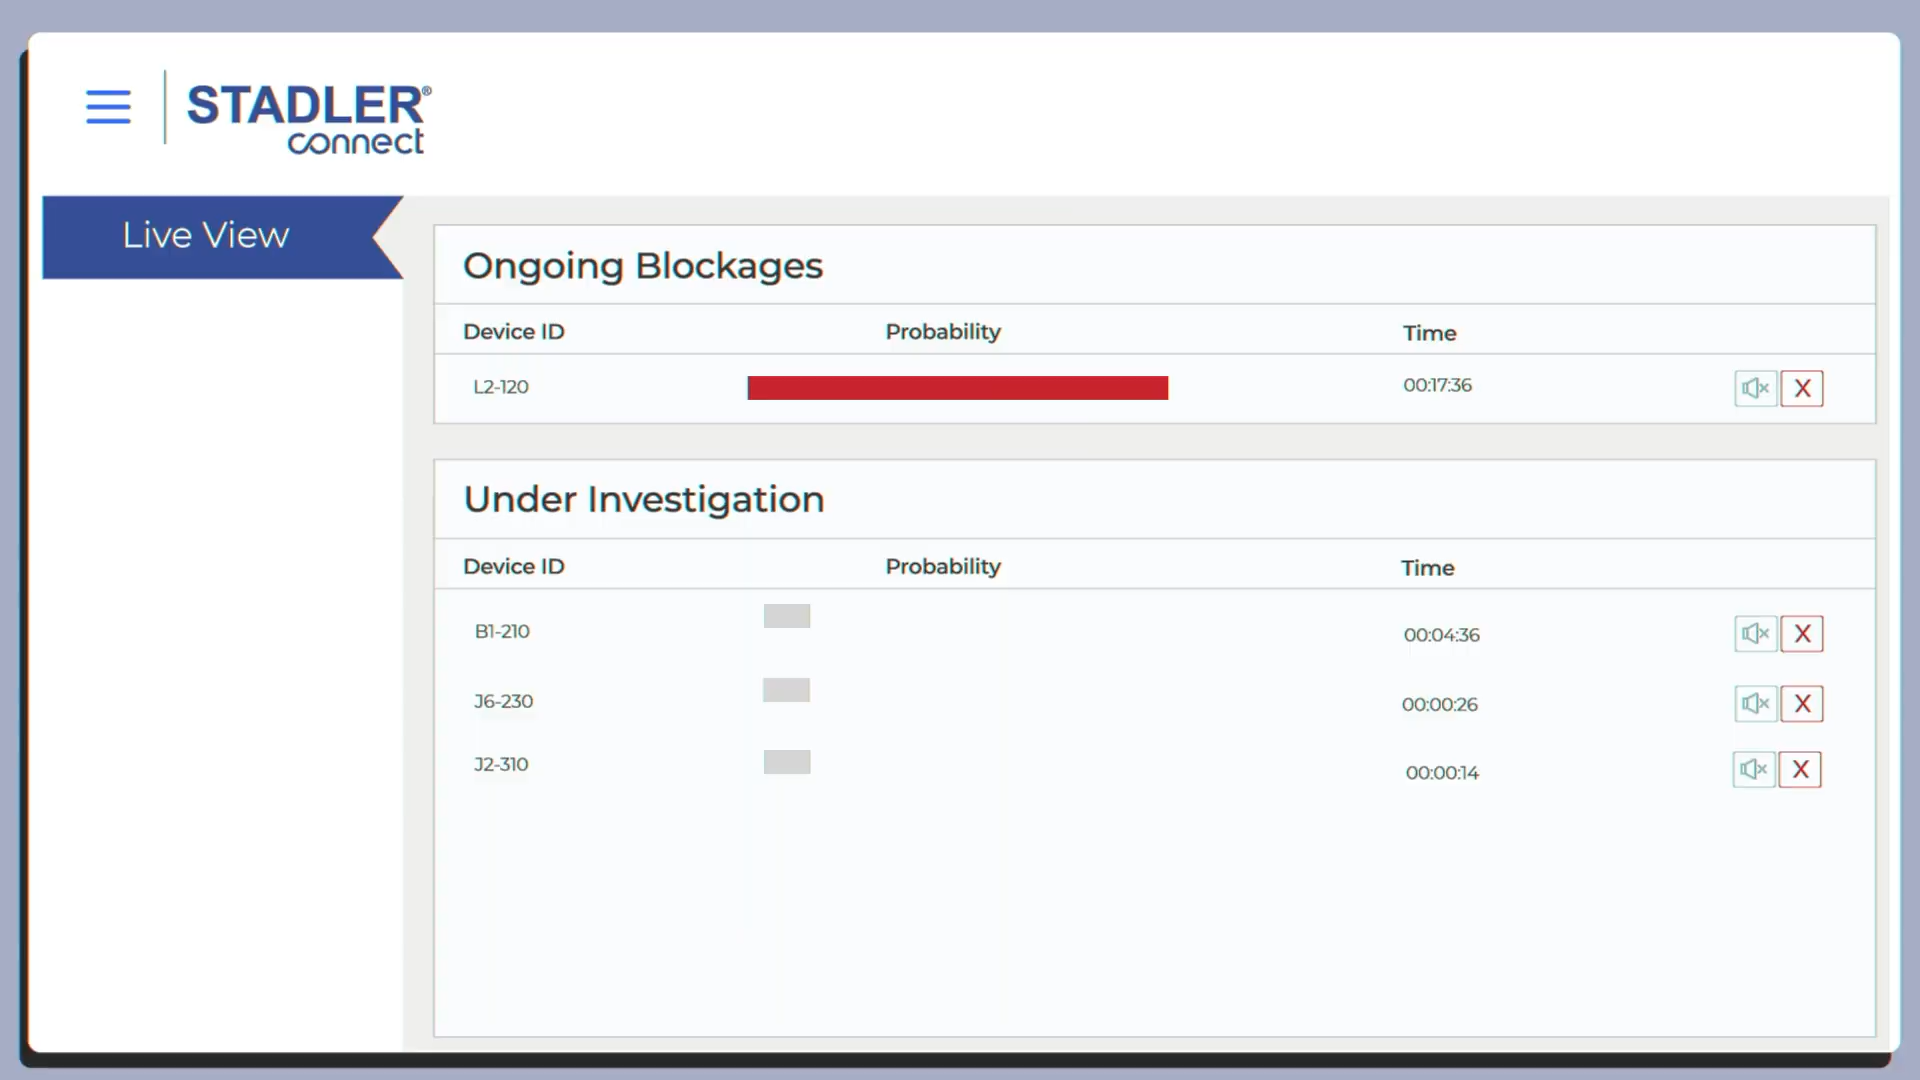 STADLER®
connect
Live View
Ongoing Blockages
Device ID Probability Time
L2-120 00:17:36 X
Under Investigation
Device ID Probability Time
B1-210 00:04:36 X
J6-230 00:00:26 X
J2-310 00:00:14 X